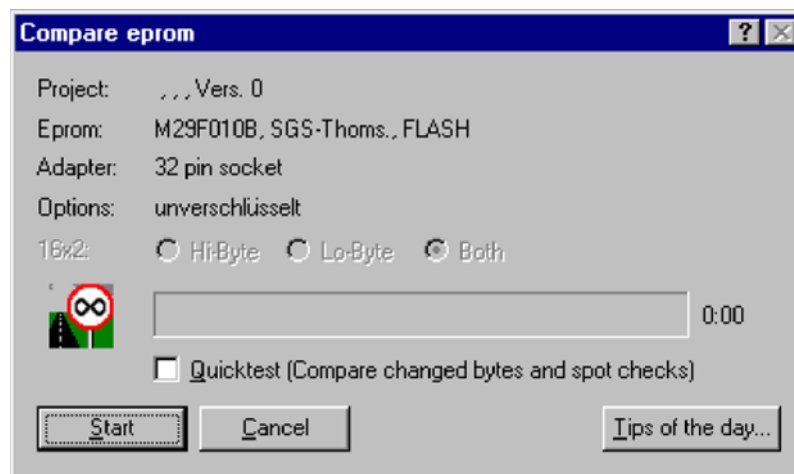 Compare eprom
Project: , , , Vers. 0
Eprom: M29F010B, SGS-Thoms., FLASH
Adapter: 32 pin socket
Options: unverschlüsselt
16x2: Hi-Byte Lo-Byte Both
0:00
Quicktest (Compare changed bytes and spot checks)
Start Cancel Tips of the day...